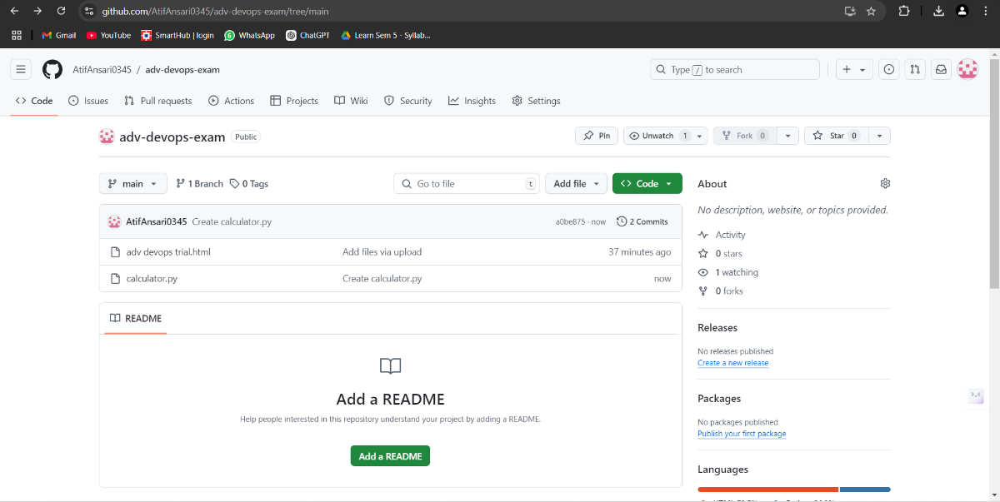 github.com/AtifAnsari0345/adv-devops-exam/tree/main
Gmail YouTube SmartHub | login WhatsApp ChatGPT Learn Sem 5 - Syllab...
AtifAnsari0345 / adv-devops-exam Type / to search
Code Issues Pull requests Actions Projects Wiki Security Insights Settings
adv-devops-exam Public Pin Unwatch 1 Fork 0 Star 0
main 1 Branch 0 Tags Go to file t Add file Code
AtifAnsari0345 Create calculator.py a0be875 · now 2 Commits
adv devops trial.html Add files via upload 37 minutes ago
calculator.py Create calculator.py now
README
Add a README
Help people interested in this repository understand your project by adding a README.
Add a README
About
No description, website, or topics provided.
Activity
0 stars
1 watching
0 forks
Releases
No releases published
Create a new release
Packages
No packages published
Publish your first package
Languages